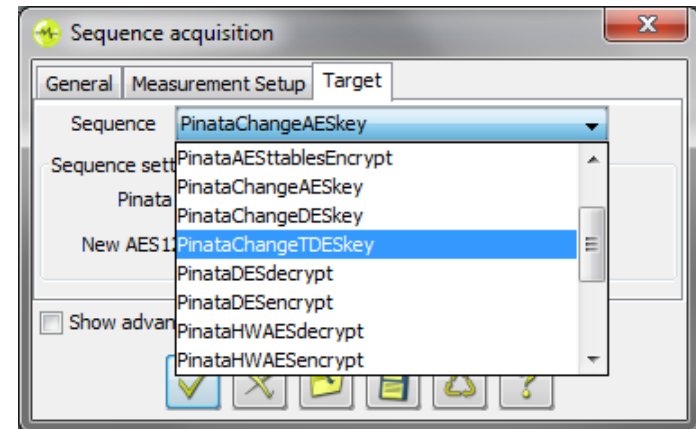 Sequence acquisition
General Measurement Setup Target
Sequence PinataChangeAESkey
PinataAESttablesEncrypt
Sequence sett
PinataChangeAESkey
Pinata
PinataChangeDESkey
New AES12
PinataChangeTDESkey
PinataDESdecrypt
PinataDESencrypt
Show advan
PinataHWAESdecrypt
PinataHWAESencrypt
?